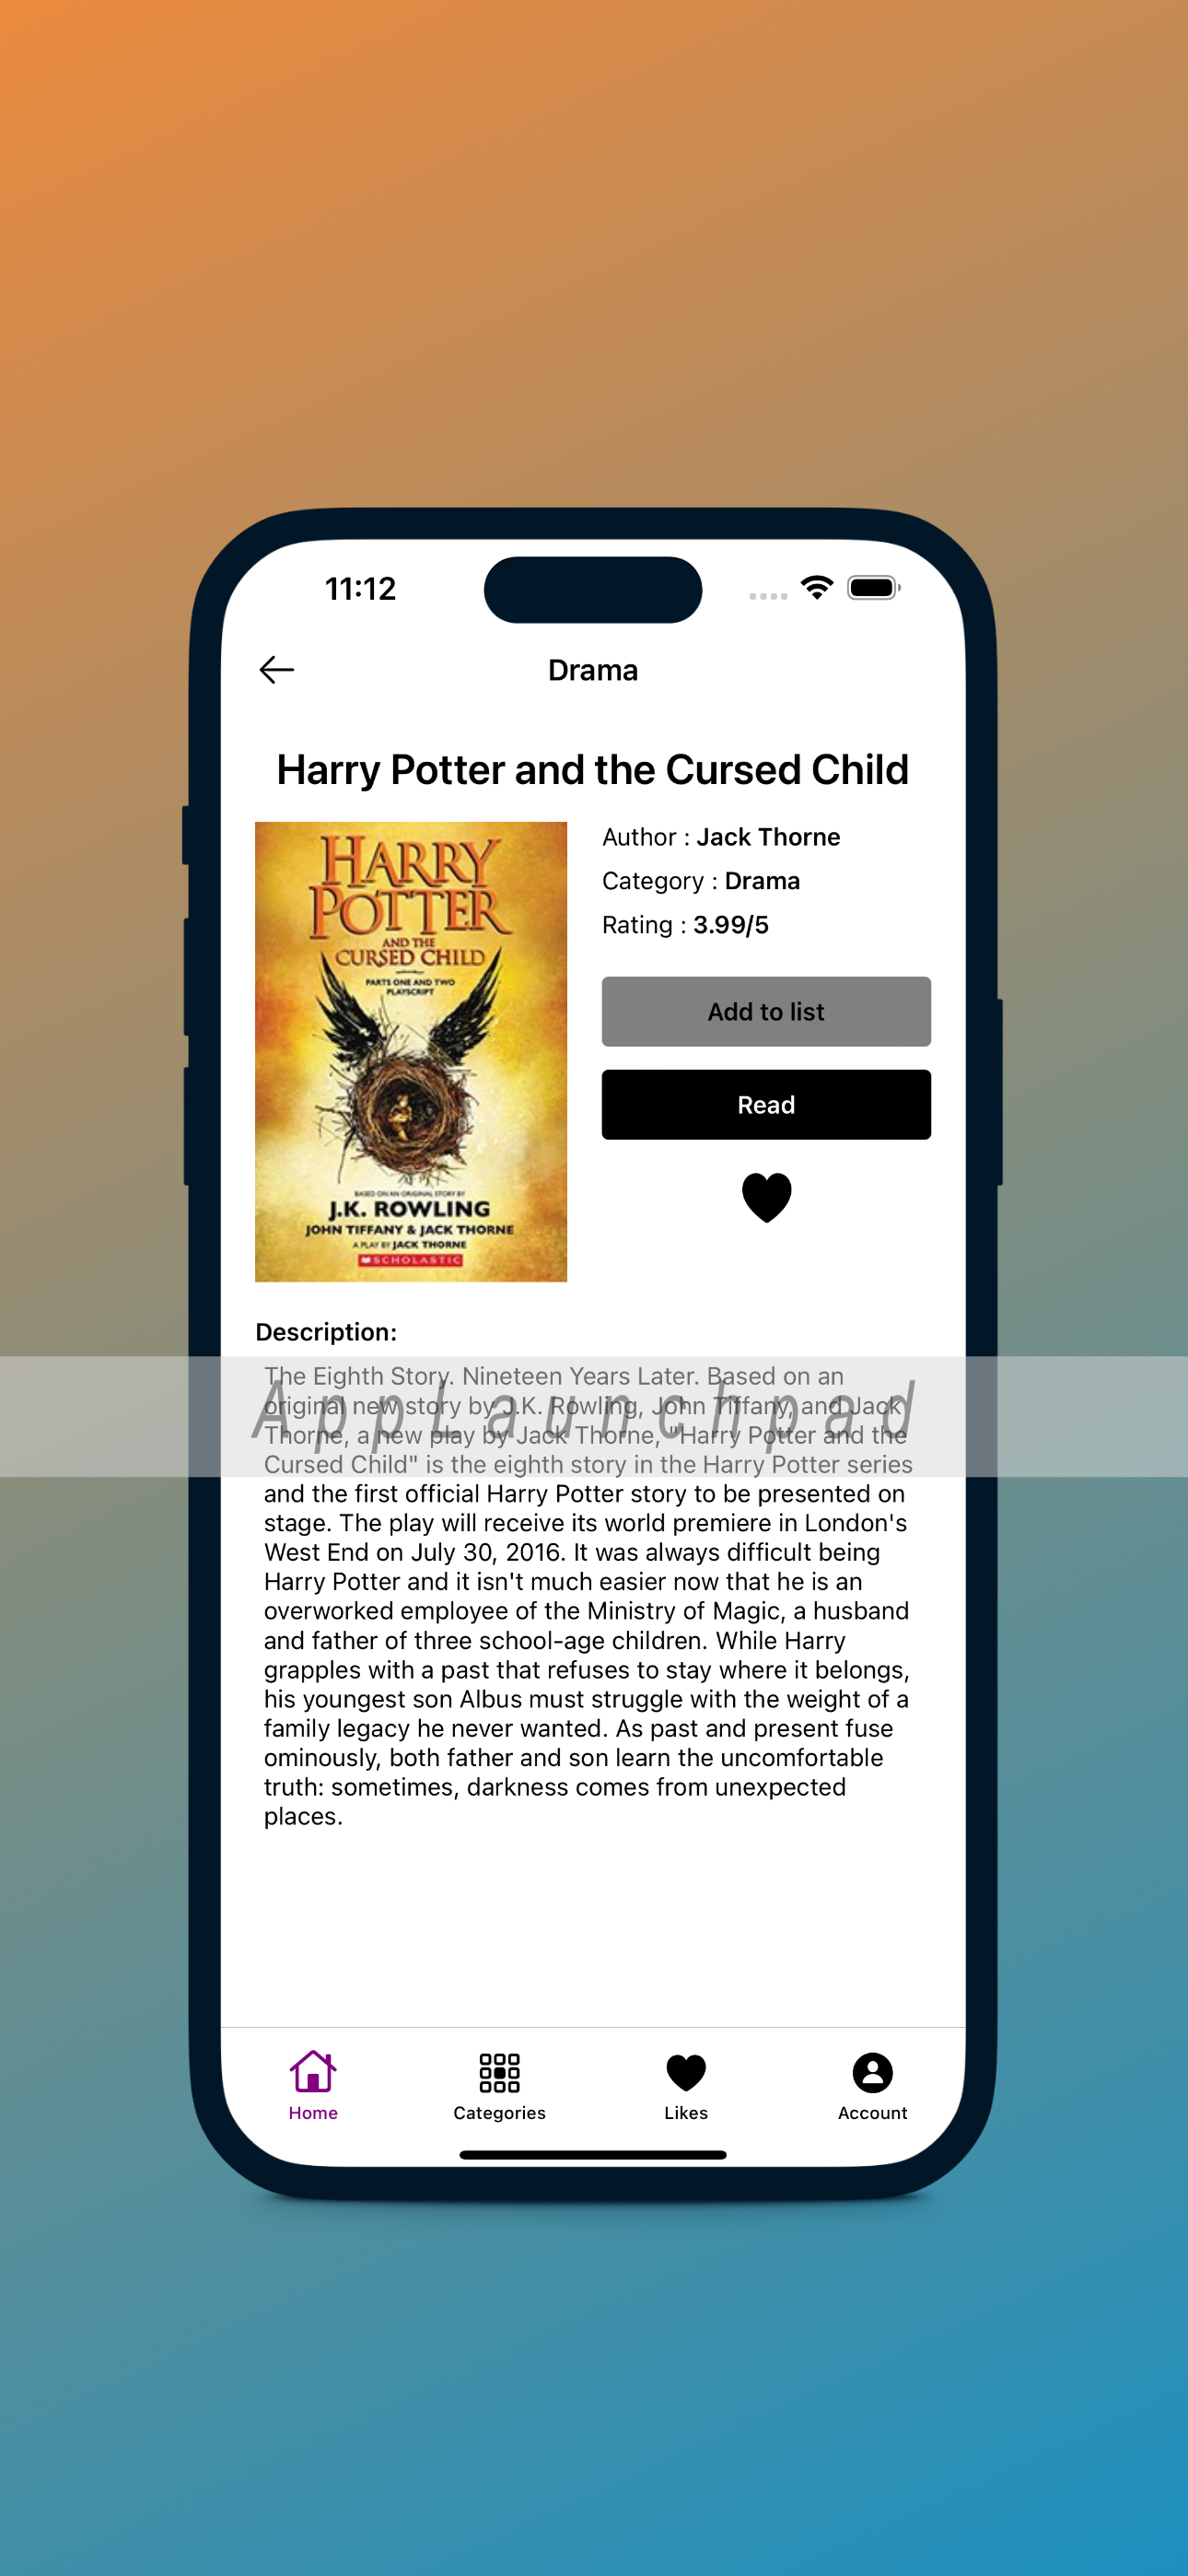 11:12
Drama
Harry Potter and the Cursed Child
HARRY
POTTER
AND THE
CURSED CHILD
PARTS ONE AND TWO
PLAYSCRIPT
BASED ON AN ORIGINAL STORY BY
J.K. ROWLING
JOHN TIFFANY & JACK THORNE
A PLAY BY JACK THORNE
SCHOLASTIC
Author : Jack Thorne
Category : Drama
Rating : 3.99/5
Add to list
Read
Description:
The Eighth Story. Nineteen Years Later. Based on an
original new story by J.K. Rowling, John Tiffany, and Jack
Thorne, a new play by Jack Thorne, "Harry Potter and the
Cursed Child" is the eighth story in the Harry Potter series
and the first official Harry Potter story to be presented on
stage. The play will receive its world premiere in London's
West End on July 30, 2016. It was always difficult being
Harry Potter and it isn't much easier now that he is an
overworked employee of the Ministry of Magic, a husband
and father of three school-age children. While Harry
grapples with a past that refuses to stay where it belongs,
his youngest son Albus must struggle with the weight of a
family legacy he never wanted. As past and present fuse
ominously, both father and son learn the uncomfortable
truth: sometimes, darkness comes from unexpected
places.
AppLaunchpad
Home
Categories
Likes
Account